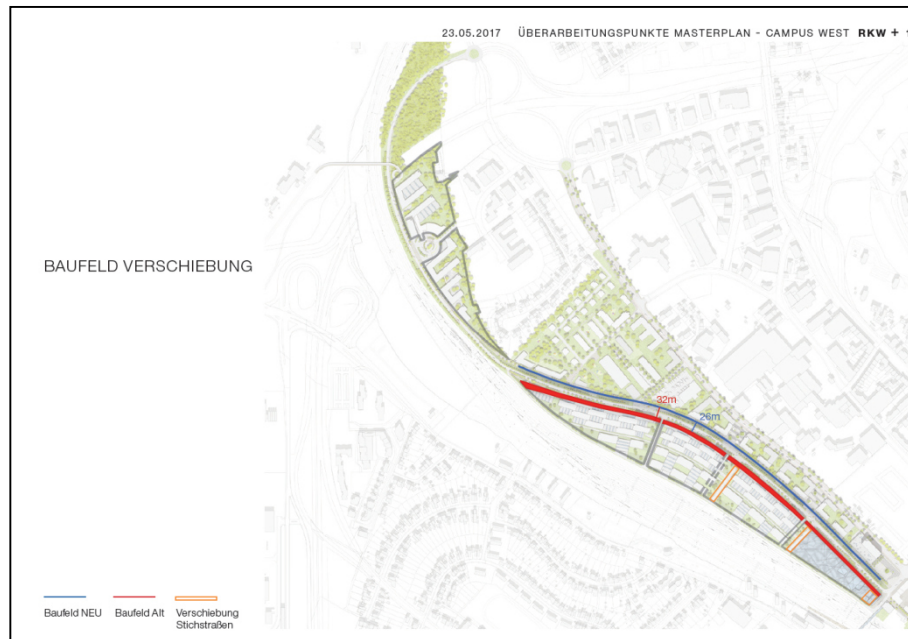 23.05.2017 ÜBERARBEITUNGSPUNKTE MASTERPLAN - CAMPUS WEST RKW +
BAUFELD VERSCHIEBUNG
32m
26m
Baufeld NEU Baufeld Alt Verschiebung
Stichstraßen